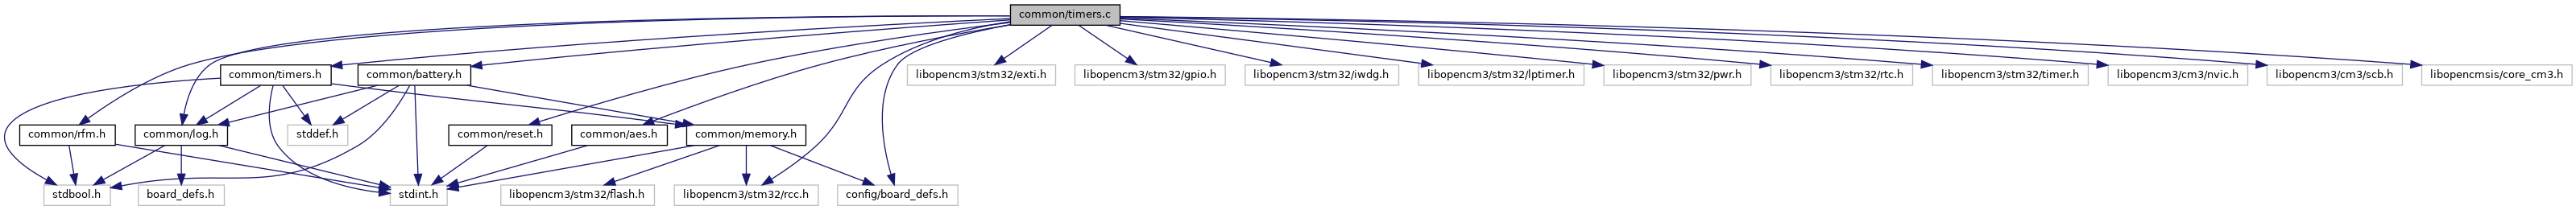 common/timers.c
common/timers.h
common/battery.h
libopencm3/stm32/exti.h
libopencm3/stm32/gpio.h
libopencm3/stm32/iwdg.h
libopencm3/stm32/lptimer.h
libopencm3/stm32/pwr.h
libopencm3/stm32/rtc.h
libopencm3/stm32/timer.h
libopencm3/cm3/nvic.h
libopencm3/cm3/scb.h
libopencmsis/core_cm3.h
common/rfm.h
common/log.h
stddef.h
common/reset.h
common/aes.h
common/memory.h
stdbool.h
board_defs.h
stdint.h
libopencm3/stm32/flash.h
libopencm3/stm32/rcc.h
config/board_defs.h